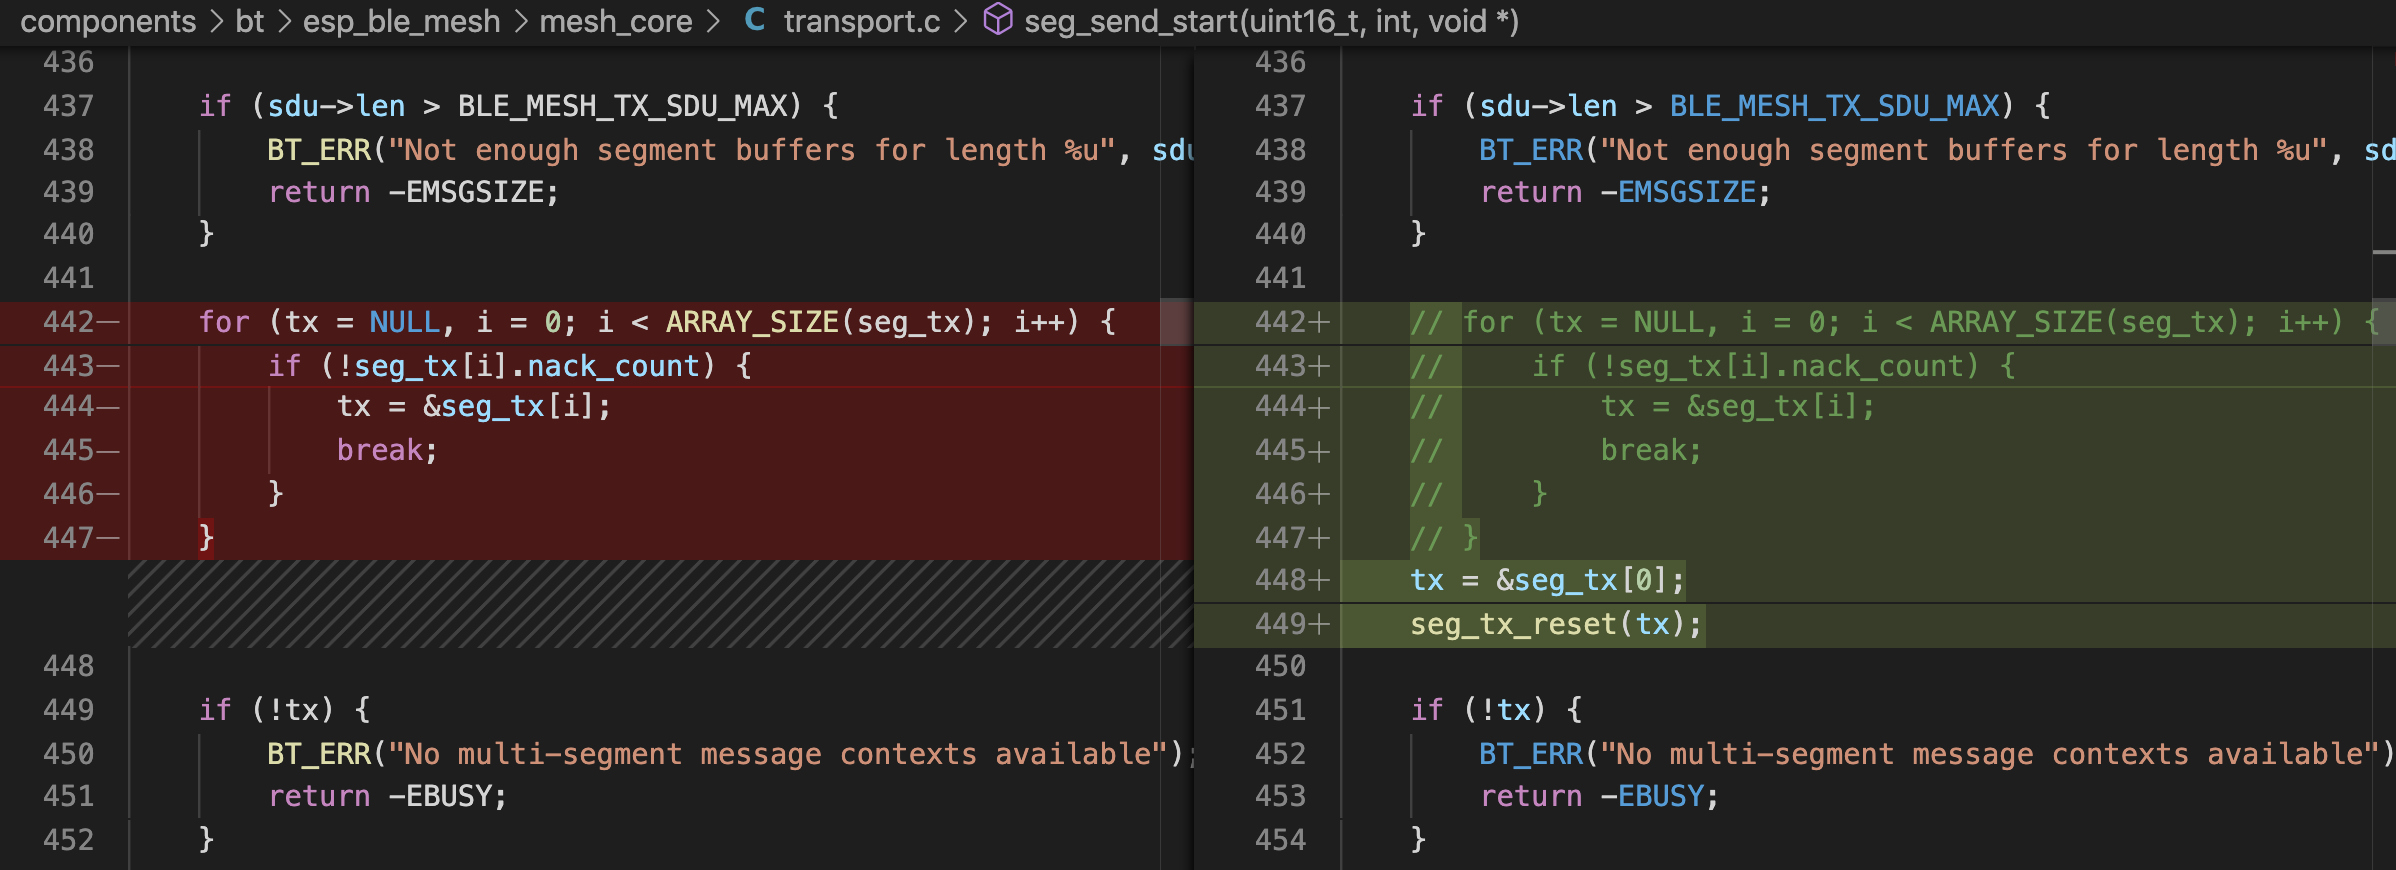 components > bt > esp_ble_mesh > mesh_core > C transport.c > seg_send_start(uint16_t, int, void *)
436
437 if (sdu->len > BLE_MESH_TX_SDU_MAX) {
438 BT_ERR("Not enough segment buffers for length %u", sdu
439 return -EMSGSIZE;
440 }
441
442— for (tx = NULL, i = 0; i < ARRAY_SIZE(seg_tx); i++) {
443— if (!seg_tx[i].nack_count) {
444— tx = &seg_tx[i];
445— break;
446— }
447— }
448
449 if (!tx) {
450 BT_ERR("No multi-segment message contexts available");
451 return -EBUSY;
452 }
436
437 if (sdu->len > BLE_MESH_TX_SDU_MAX) {
438 BT_ERR("Not enough segment buffers for length %u", sd
439 return -EMSGSIZE;
440 }
441
442+ // for (tx = NULL, i = 0; i < ARRAY_SIZE(seg_tx); i++) {
443+ // if (!seg_tx[i].nack_count) {
444+ // tx = &seg_tx[i];
445+ // break;
446+ // }
447+ // }
448+ tx = &seg_tx[0];
449+ seg_tx_reset(tx);
450
451 if (!tx) {
452 BT_ERR("No multi-segment message contexts available")
453 return -EBUSY;
454 }